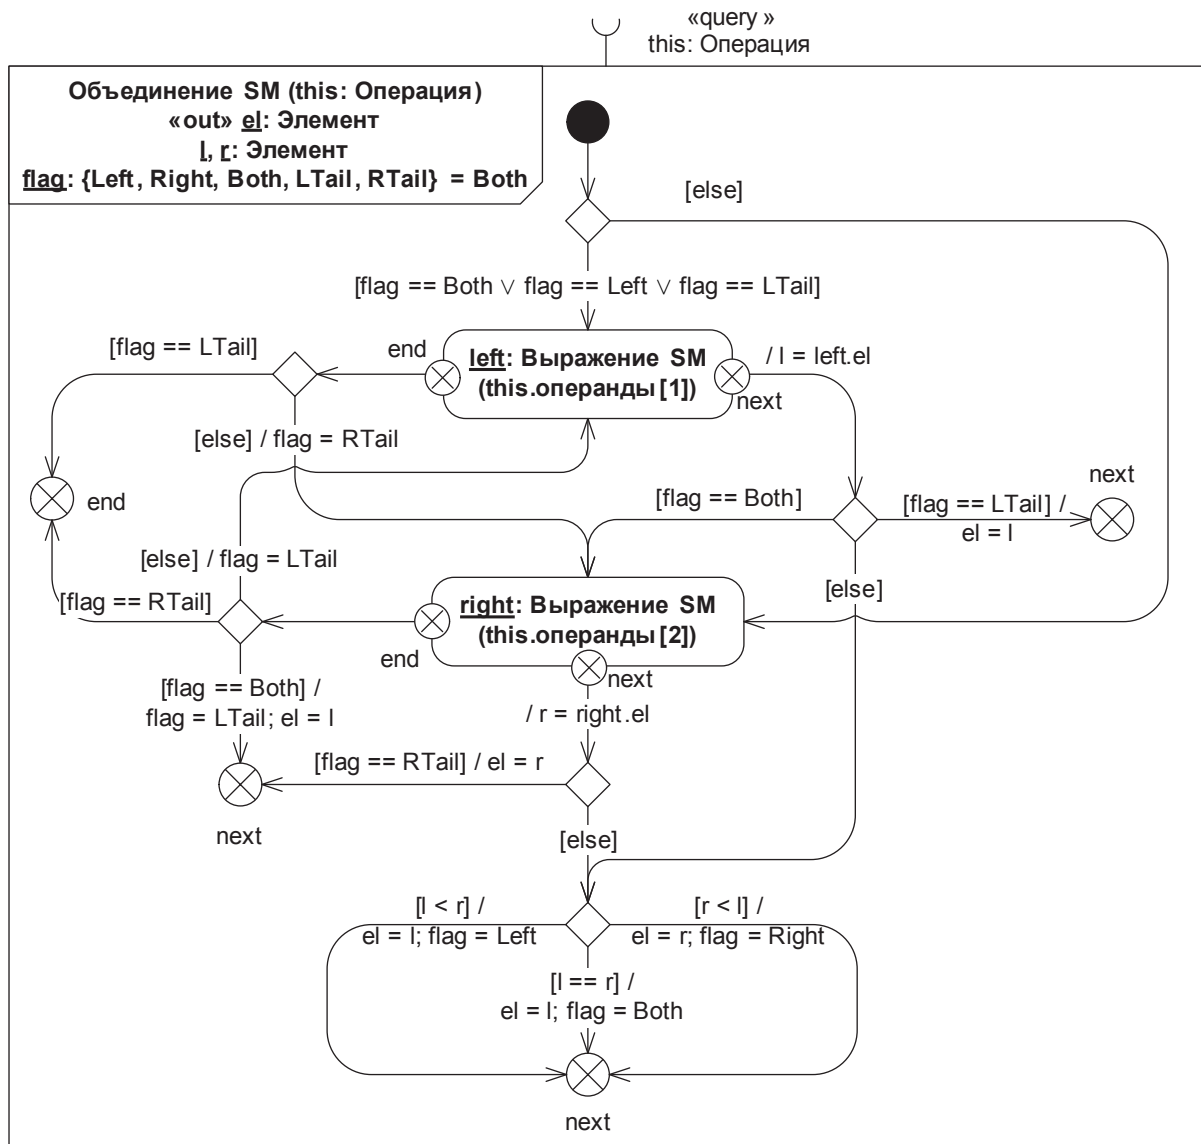 «query»
this: Операция
Объединение SM (this: Операция)
«out» el: Элемент
l, r: Элемент
flag: {Left, Right, Both, LTail, RTail} = Both
[else]
[flag == Both ∨ flag == Left ∨ flag == LTail]
[flag == LTail]
end
left: Выражение SM
(this.операнды[1])
/ l = left.el
next
[else] / flag = RTail
end
[flag == Both]
[flag == LTail] /
el = l
next
[else] / flag = LTail
[else]
[flag == RTail]
right: Выражение SM
(this.операнды[2])
end
next
[flag == Both] /
flag = LTail; el = l
/ r = right.el
[flag == RTail] / el = r
next
[else]
[l < r] /
el = l; flag = Left
[r < l] /
el = r; flag = Right
[l == r] /
el = l; flag = Both
next